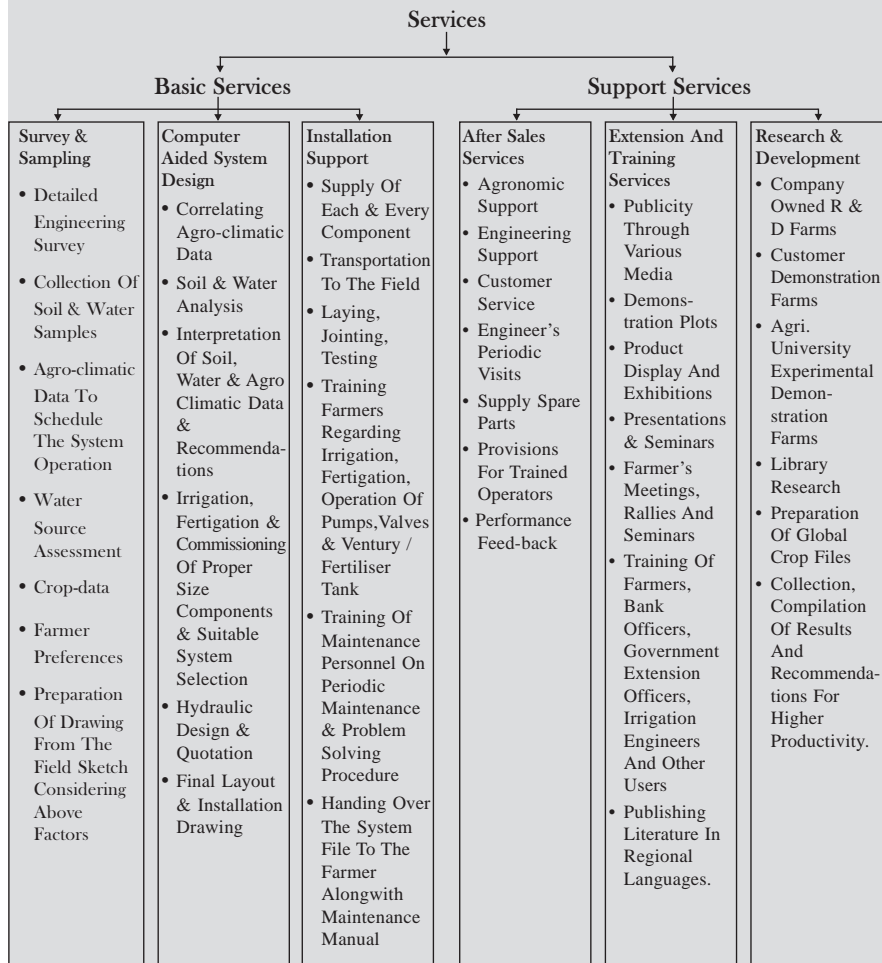 Services
Basic Services
Support Services
Survey &
Sampling
• Detailed
Engineering
Survey
• Collection Of
Soil & Water
Samples
• Agro-climatic
Data To
Schedule
The System
Operation
• Water
Source
Assessment
• Crop-data
• Farmer
Preferences
• Preparation
Of Drawing
From The
Field Sketch
Considering
Above
Factors
Computer
Aided System
Design
• Correlating
Agro-climatic
Data
• Soil & Water
Analysis
• Interpretation
Of Soil,
Water & Agro
Climatic Data
&
Recommenda-
tions
• Irrigation,
Fertigation &
Commissioning
Of Proper
Size
Components
& Suitable
System
Selection
• Hydraulic
Design &
Quotation
• Final Layout
& Installation
Drawing
Installation
Support
• Supply Of
Each & Every
Component
• Transportation
To The Field
• Laying,
Jointing,
Testing
• Training
Farmers
Regarding
Irrigation,
Fertigation,
Operation Of
Pumps,Valves
& Ventury /
Fertiliser
Tank
• Training Of
Maintenance
Personnel On
Periodic
Maintenance
& Problem
Solving
Procedure
• Handing Over
The System
File To The
Farmer
Alongwith
Maintenance
Manual
After Sales
Services
• Agronomic
Support
• Engineering
Support
• Customer
Service
• Engineer's
Periodic
Visits
• Supply Spare
Parts
• Provisions
For Trained
Operators
• Performance
Feed-back
Extension And
Training
Services
• Publicity
Through
Various
Media
• Demons-
tration Plots
• Product
Display And
Exhibitions
• Presentations
& Seminars
• Farmer's
Meetings,
Rallies And
Seminars
• Training Of
Farmers,
Bank
Officers,
Government
Extension
Officers,
Irrigation
Engineers
And Other
Users
• Publishing
Literature In
Regional
Languages.
Research &
Development
• Company
Owned R &
D Farms
• Customer
Demonstration
Farms
• Agri.
University
Experimental
Demon-
stration
Farms
• Library
Research
• Preparation
Of Global
Crop Files
• Collection,
Compilation
Of Results
And
Recommenda-
tions For
Higher
Productivity.